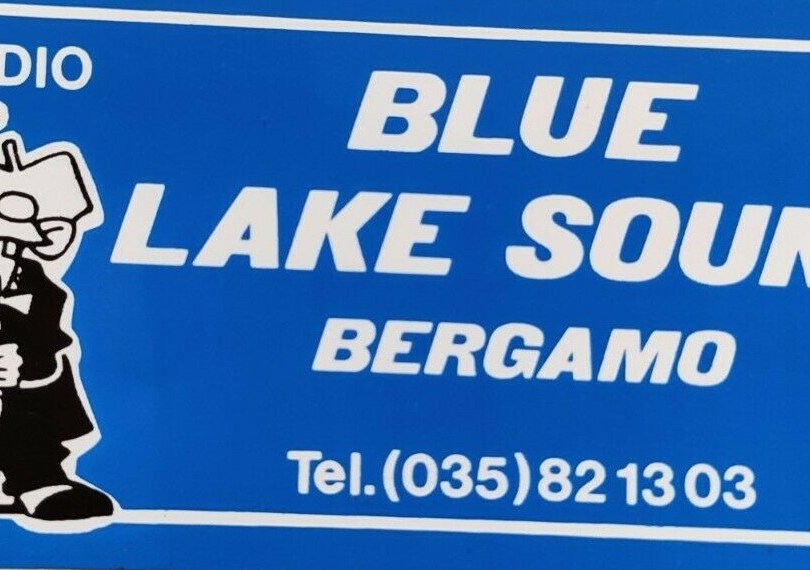 DIO
BLUE
LAKE SOUN
BERGAMO
Tel.(035)82 13 03